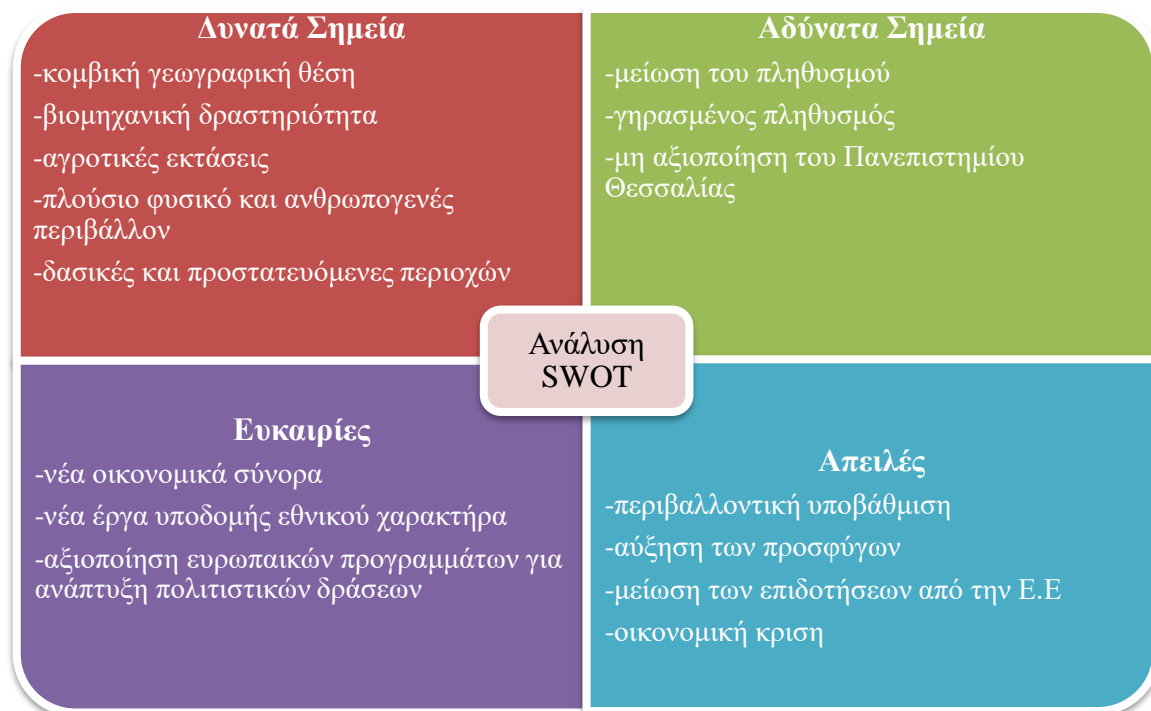 Δυνατά Σημεία
-κομβική γεωγραφική θέση
-βιομηχανική δραστηριότητα
-αγροτικές εκτάσεις
-πλούσιο φυσικό και ανθρωπογενές
περιβάλλον
-δασικές και προστατευόμενες περιοχών
Αδύνατα Σημεία
-μείωση του πληθυσμού
-γηρασμένος πληθυσμός
-μη αξιοποίηση του Πανεπιστημίου
Θεσσαλίας
Ανάλυση
SWOT
Ευκαιρίες
-νέα οικονομικά σύνορα
-νέα έργα υποδομής εθνικού χαρακτήρα
-αξιοποίηση ευρωπαικών προγραμμάτων για
ανάπτυξη πολιτιστικών δράσεων
Απειλές
-περιβαλλοντική υποβάθμιση
-αύξηση των προσφύγων
-μείωση των επιδοτήσεων από την Ε.Ε
-οικονομική κριση